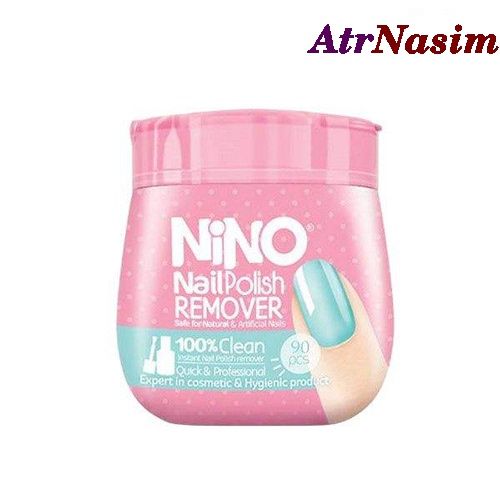 AtrNasim
NiNO®
NailPolish
REMOVER
Safe for Natural & Artificial Nails
100% Clean
Instant Nail Polish remover
90
pcs
Quick & Professional
Expert in cosmetic & Hygienic product